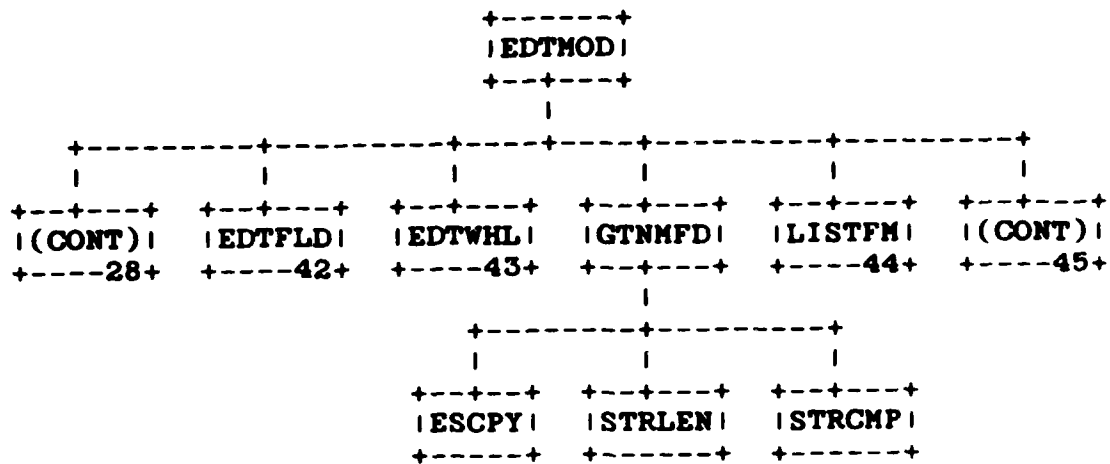 EDTMOD
(CONT) EDTFLD EDTWHL GTNMFD LISTFM (CONT)
28 42 43 44 45
ESCPY STRLEN STRCMP